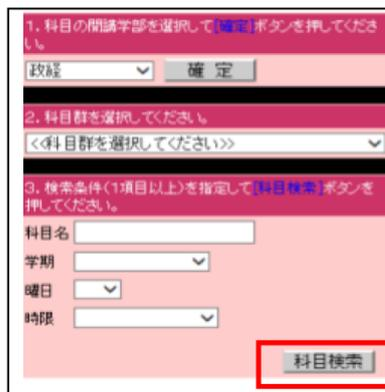 1. 科目の開講学部を選択して[確定]ボタンを押してくださ
い。
政経 確 定
2. 科目群を選択してください。
<<科目群を選択してください>>
3. 検索条件(1項目以上)を指定して[科目検索]ボタンを
押してください。
科目名
学期
曜日
時限
科目検索